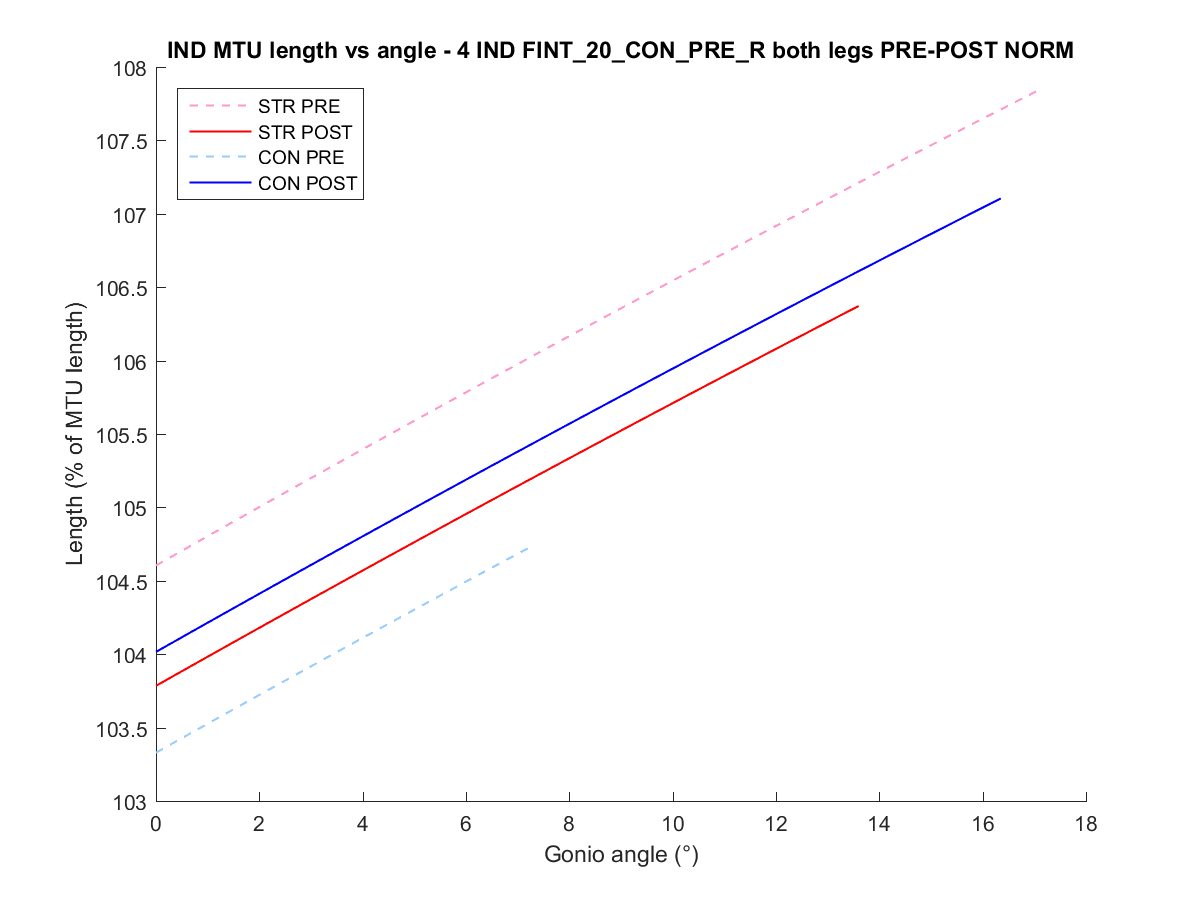 IND MTU length vs angle - 4 IND FINT_20_CON_PRE_R both legs PRE-POST NORM
STR PRE
STR POST
CON PRE
CON POST
Length (% of MTU length)
108
107.5
107
106.5
106
105.5
105
104.5
104
103.5
103
0 2 4 6 8 10 12 14 16 18
Gonio angle (°)